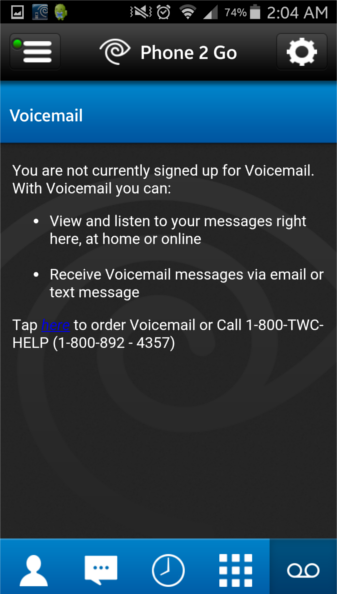 74% 2:04 AM
Phone 2 Go
Voicemail
You are not currently signed up for Voicemail.
With Voicemail you can:
• View and listen to your messages right
here, at home or online
• Receive Voicemail messages via email or
text message
Tap here to order Voicemail or Call 1-800-TWC-
HELP (1-800-892 - 4357)